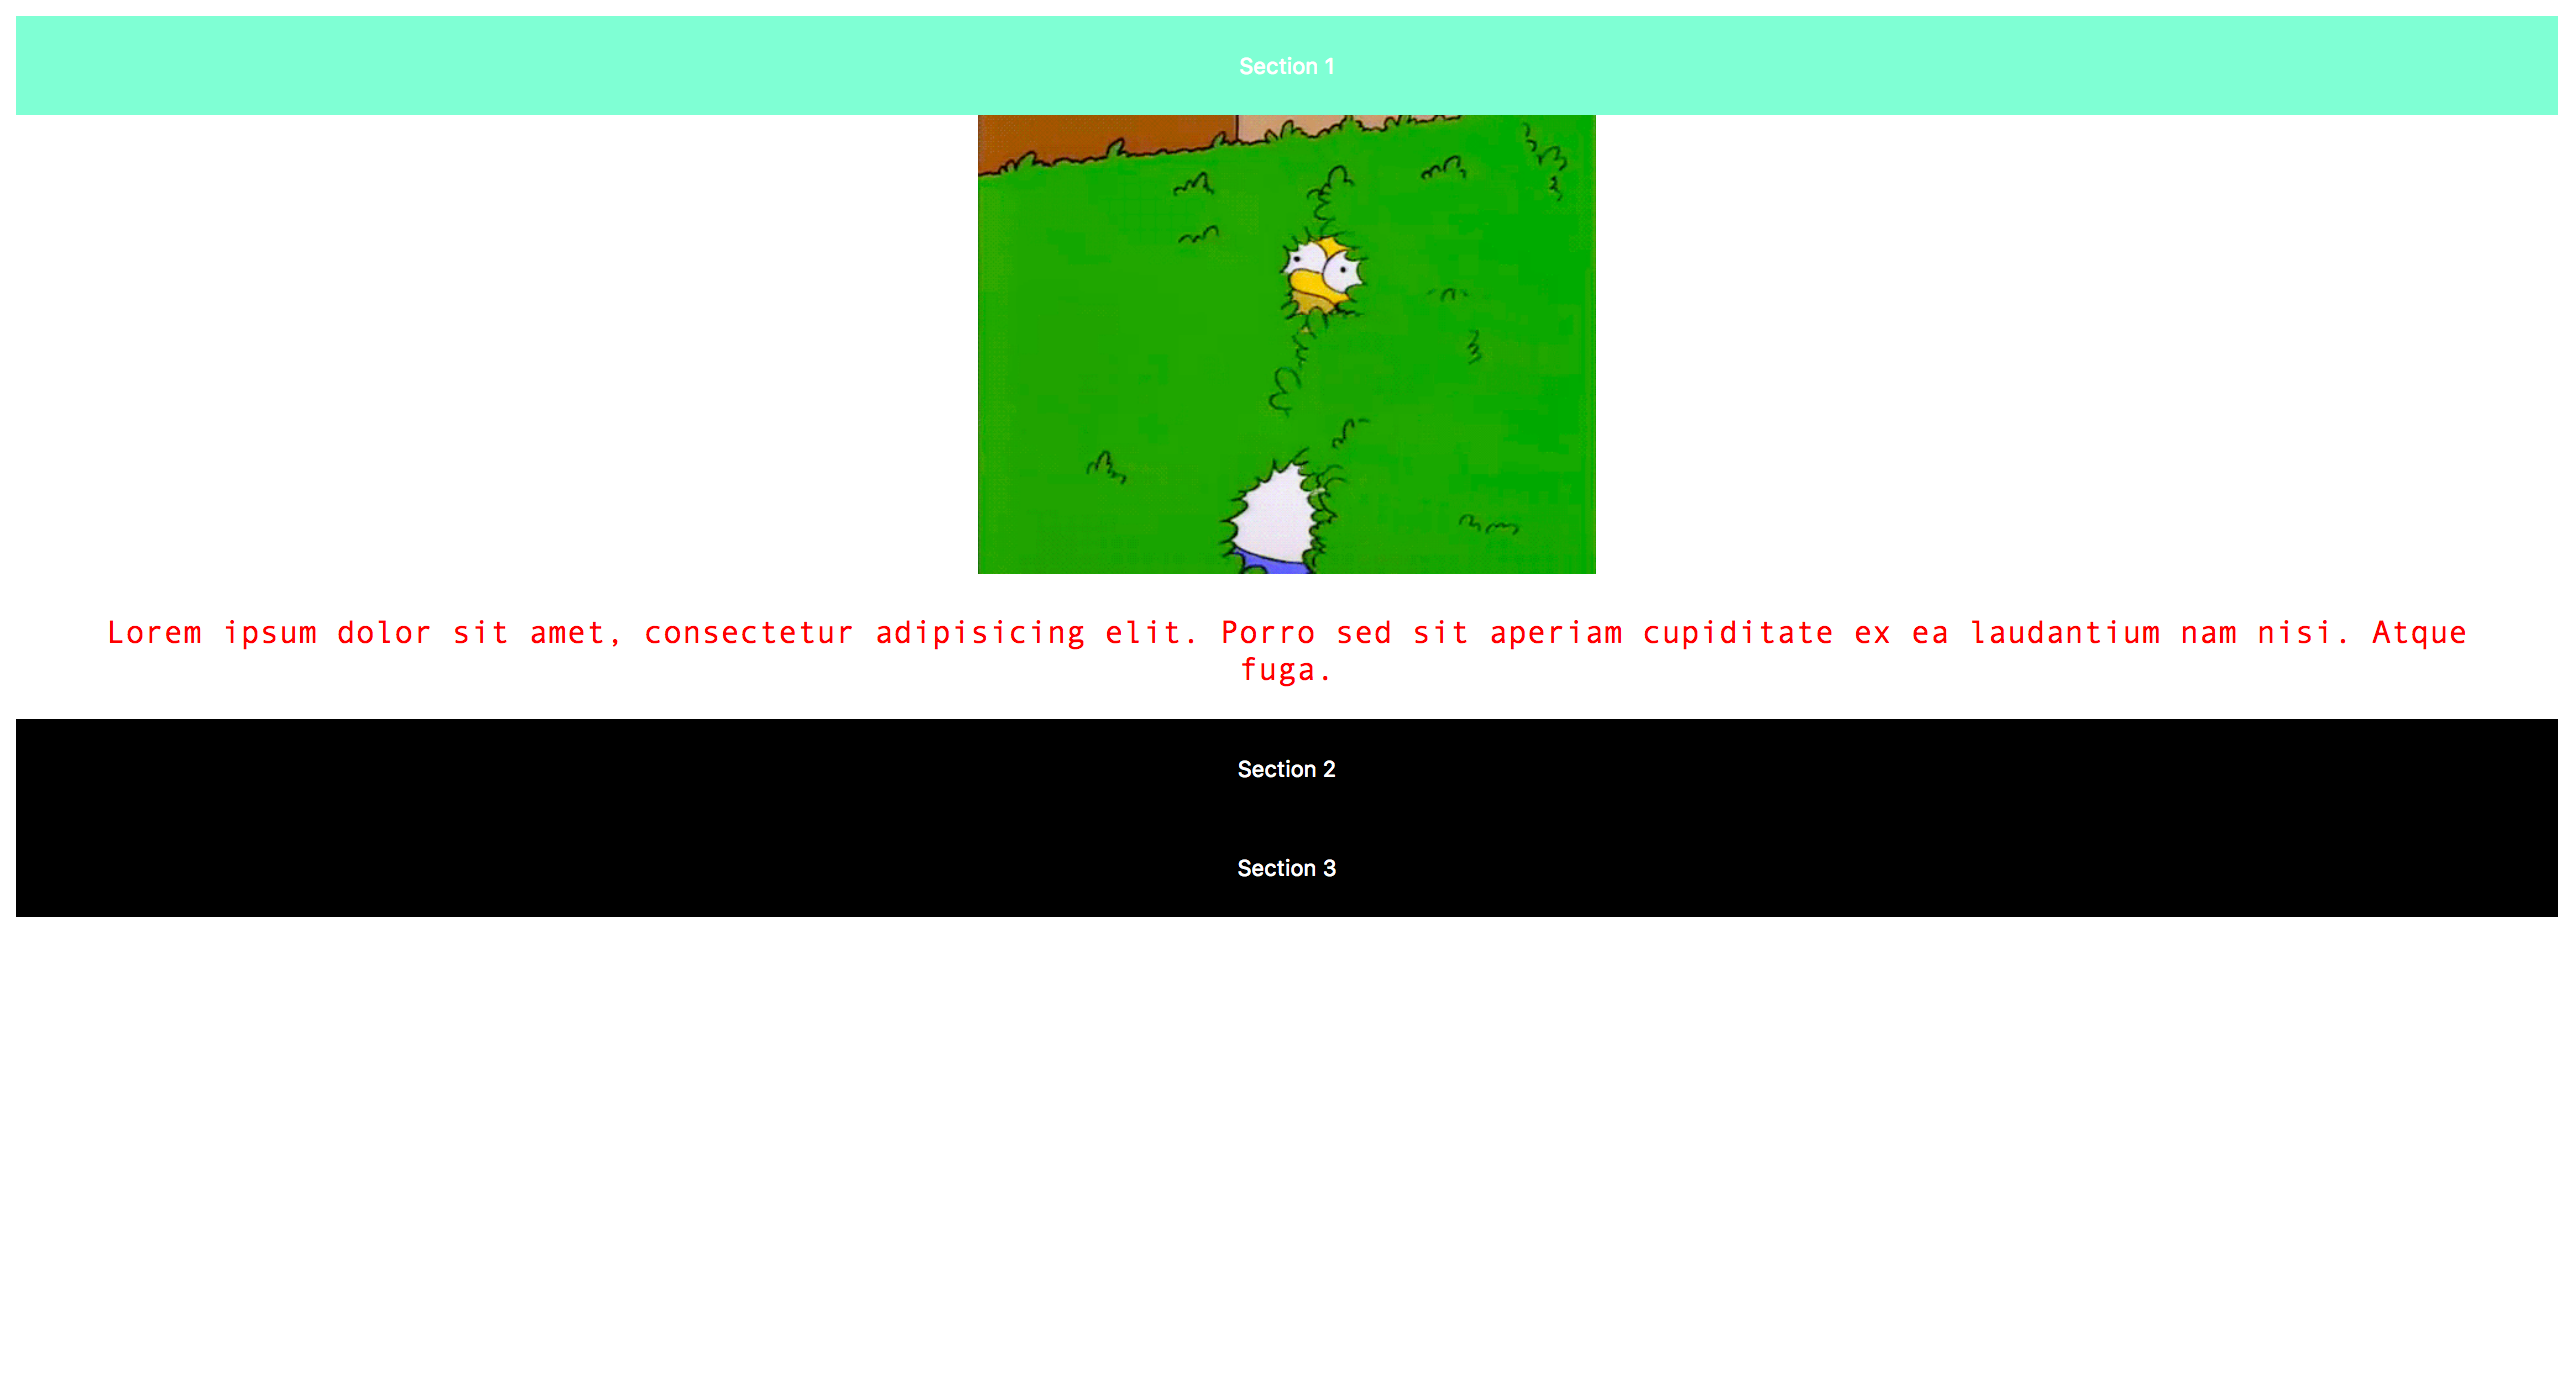 Section 1
Lorem ipsum dolor sit amet, consectetur adipisicing elit. Porro sed sit aperiam cupiditate ex ea laudantium nam nisi. Atque
fuga.
Section 2
Section 3